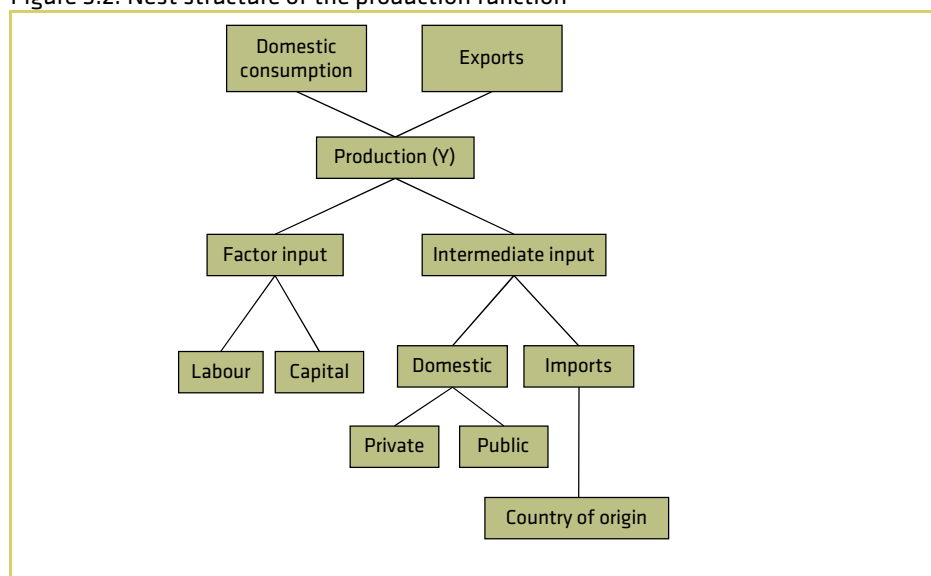 Figure 3.2: Nest structure of the production function
Domestic
consumption
Exports
Production (Y)
Factor input
Intermediate input
Labour
Capital
Domestic
Imports
Private
Public
Country of origin